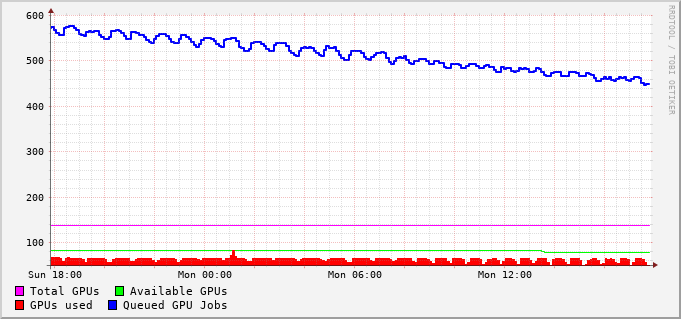 600
500
400
300
200
100
Sun 18:00 Mon 00:00 Mon 06:00 Mon 12:00
Total GPUs Available GPUs
GPUs used Queued GPU Jobs
RRDTOOL / TOBI OETIKER